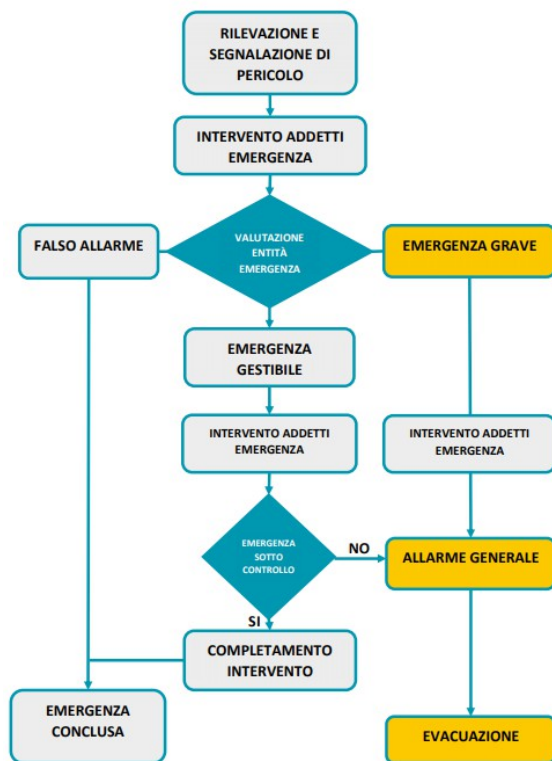 RILEVAZIONE E
SEGNALAZIONE DI
PERICOLO
INTERVENTO ADDETTI
EMERGENZA
FALSO ALLARME
VALUTAZIONE
ENTITÀ
EMERGENZA
EMERGENZA GRAVE
EMERGENZA
GESTIBILE
INTERVENTO ADDETTI
EMERGENZA
INTERVENTO ADDETTI
EMERGENZA
EMERGENZA
SOTTO
CONTROLLO
NO
ALLARME GENERALE
SI
COMPLETAMENTO
INTERVENTO
EMERGENZA
CONCLUSA
EVACUAZIONE